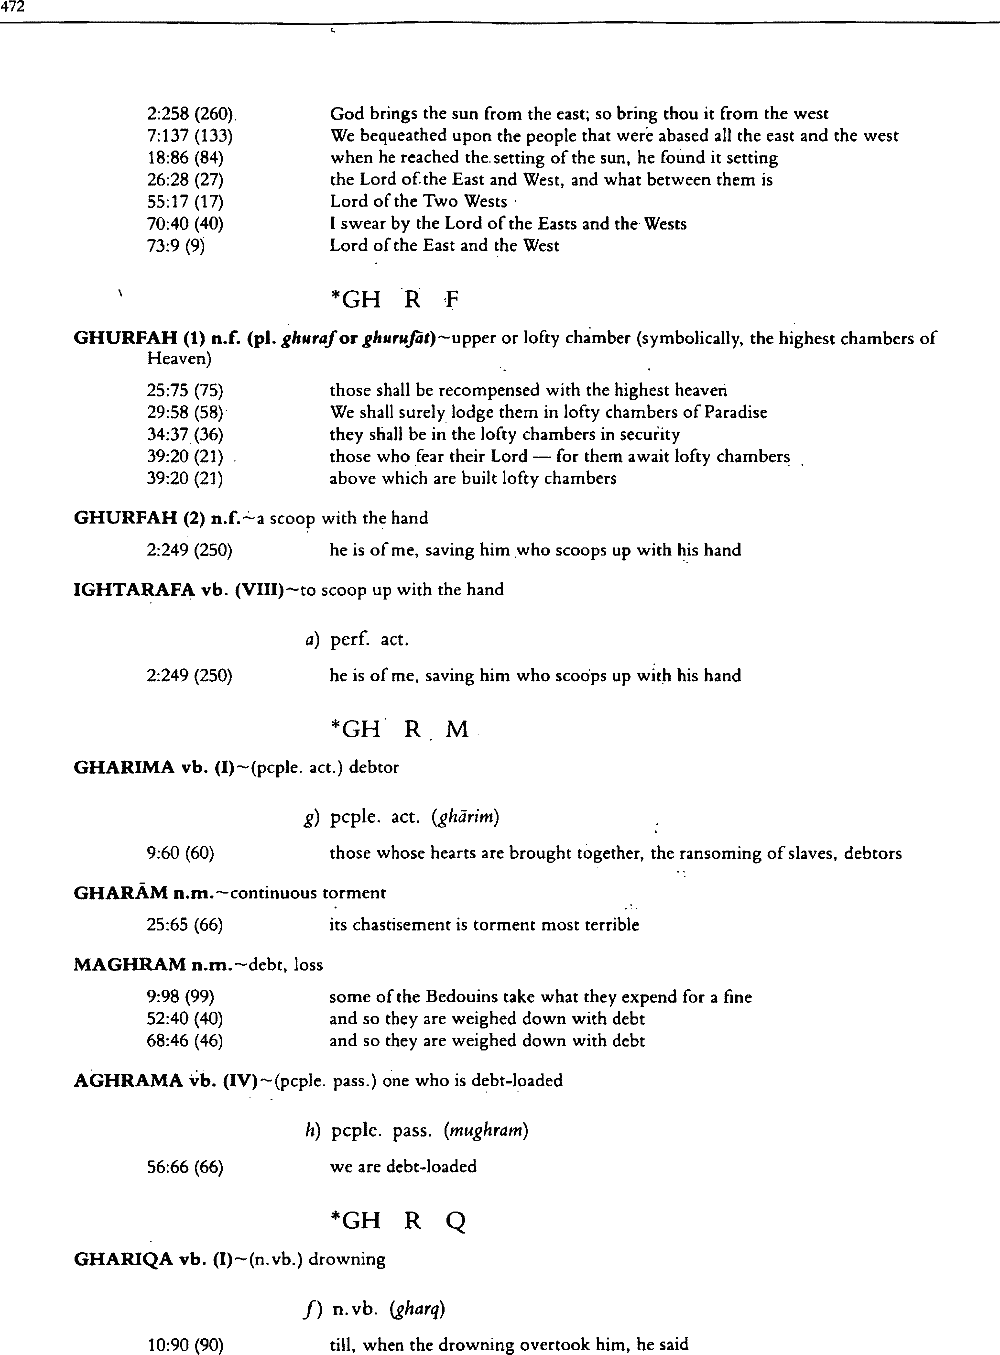 472
2:258 (260) God brings the sun from the east; so bring thou it from the west
7:137 (133) We bequeathed upon the people that were abased all the east and the west
18:86 (84) when he reached the setting of the sun, he found it setting
26:28 (27) the Lord of the East and West, and what between them is
55:17 (17) Lord of the Two Wests
70:40 (40) I swear by the Lord of the Easts and the Wests
73:9 (9) Lord of the East and the West
*GH R F
GHURFAH (1) n.f. (pl. ghuraf or ghurufāt)~upper or lofty chamber (symbolically, the highest chambers of
Heaven)
25:75 (75) those shall be recompensed with the highest heaven
29:58 (58) We shall surely lodge them in lofty chambers of Paradise
34:37 (36) they shall be in the lofty chambers in security
39:20 (21) those who fear their Lord — for them await lofty chambers
39:20 (21) above which are built lofty chambers
GHURFAH (2) n.f.~a scoop with the hand
2:249 (250) he is of me, saving him who scoops up with his hand
IGHTARAFA vb. (VIII)~to scoop up with the hand
a) perf. act.
2:249 (250) he is of me, saving him who scoops up with his hand
*GH R M
GHARIMA vb. (I)~(pcple. act.) debtor
g) pcple. act. (ghārim)
9:60 (60) those whose hearts are brought together, the ransoming of slaves, debtors
GHARĀM n.m.~continuous torment
25:65 (66) its chastisement is torment most terrible
MAGHRAM n.m.~debt, loss
9:98 (99) some of the Bedouins take what they expend for a fine
52:40 (40) and so they are weighed down with debt
68:46 (46) and so they are weighed down with debt
AGHRAMA vb. (IV)~(pcple. pass.) one who is debt-loaded
h) pcple. pass. (mughram)
56:66 (66) we are debt-loaded
*GH R Q
GHARIQA vb. (I)~(n.vb.) drowning
f) n.vb. (gharq)
10:90 (90) till, when the drowning overtook him, he said